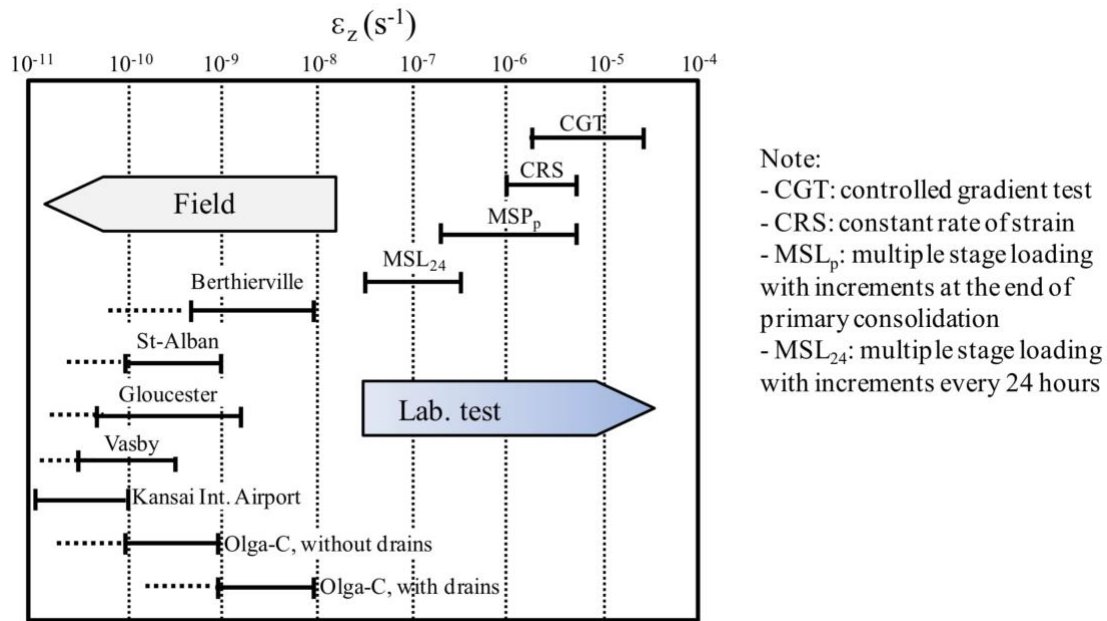 ε_z (s^-1)
10^-11 10^-10 10^-9 10^-8 10^-7 10^-6 10^-5 10^-4
CGT
CRS
Field
MSP_p
MSL_24
Berthierville
St-Alban
Gloucester
Lab. test
Vasby
Kansai Int. Airport
Olga-C, without drains
Olga-C, with drains
Note:
- CGT: controlled gradient test
- CRS: constant rate of strain
- MSL_p: multiple stage loading
with increments at the end of
primary consolidation
- MSL_24: multiple stage loading
with increments every 24 hours